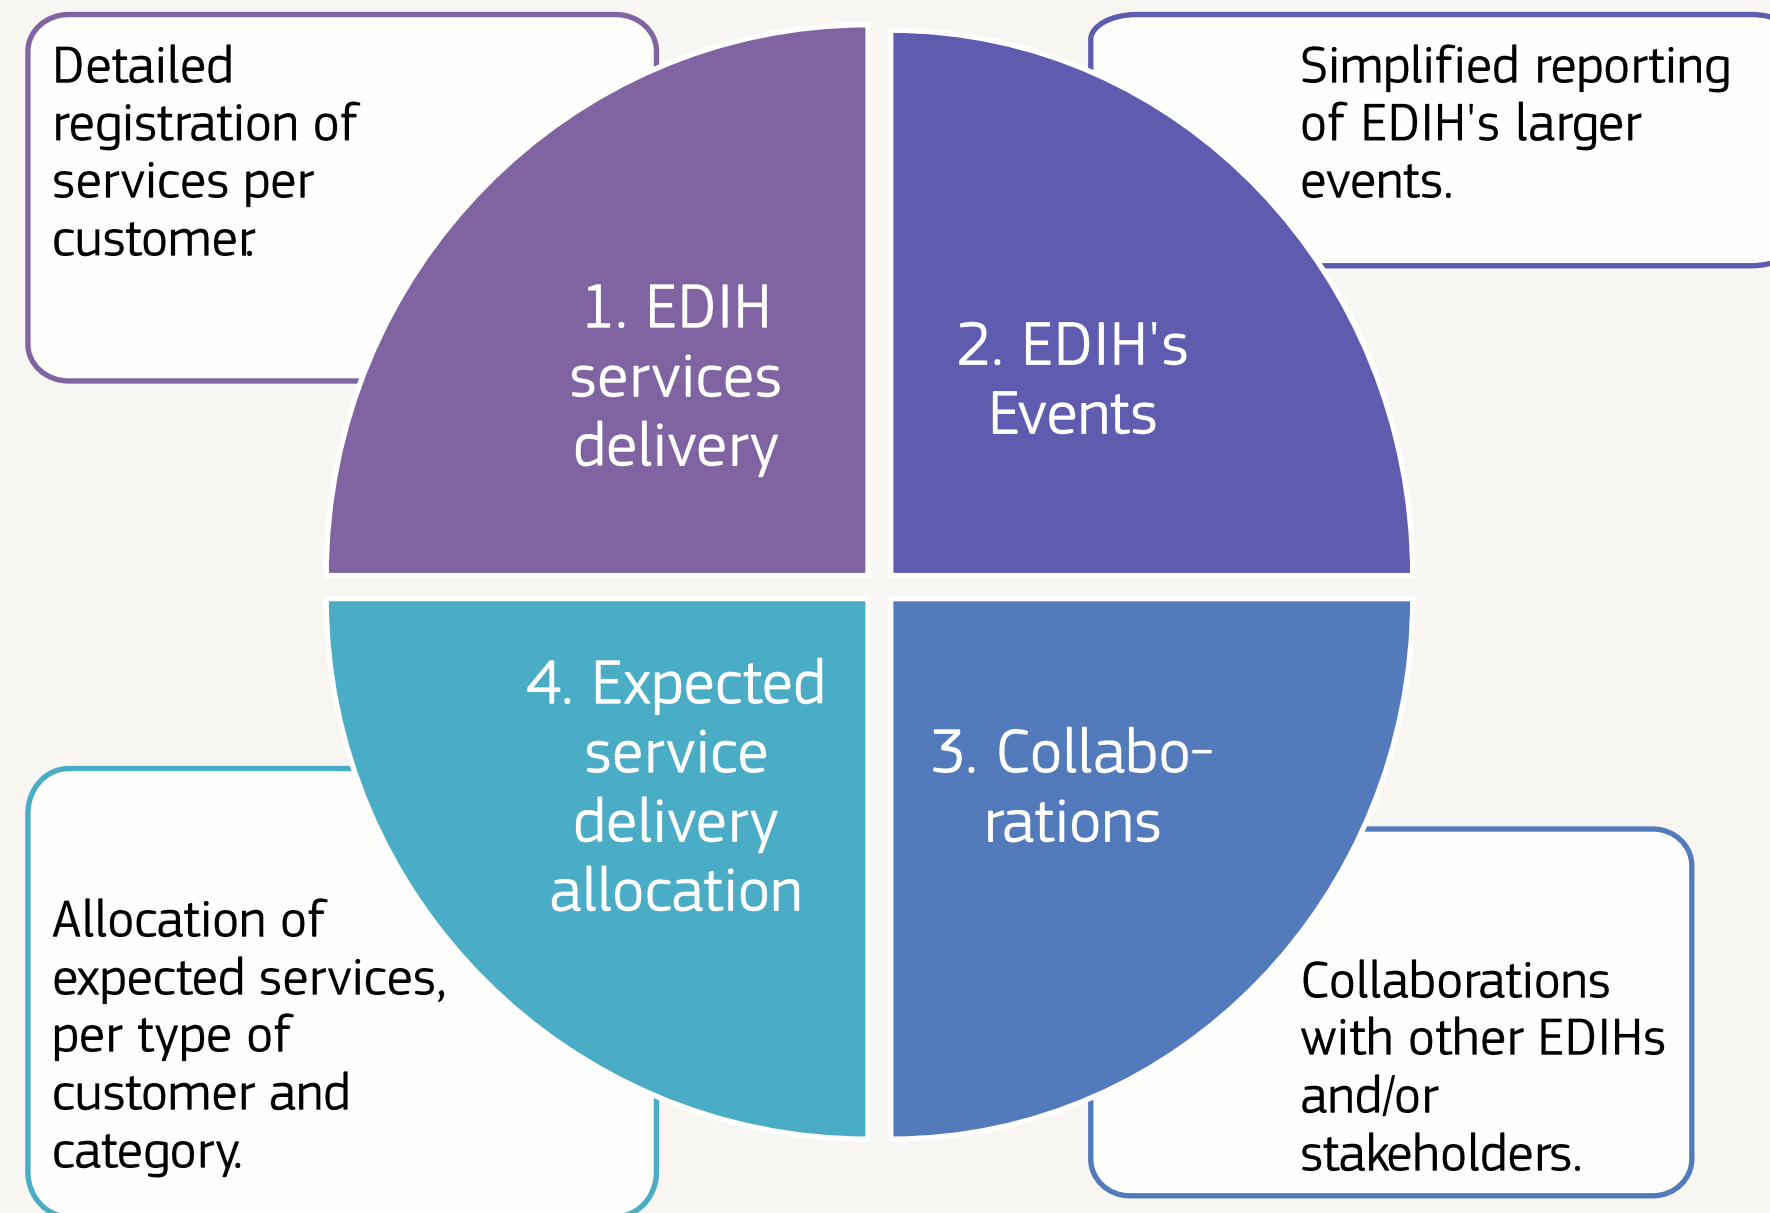 Detailed
registration of
services per
customer.
1. EDIH
services
delivery
Simplified reporting
of EDIH's larger
events.
2. EDIH's
Events
4. Expected
service
delivery
allocation
Allocation of
expected services,
per type of
customer and
category.
3. Collabo-
rations
Collaborations
with other EDIHs
and/or
stakeholders.